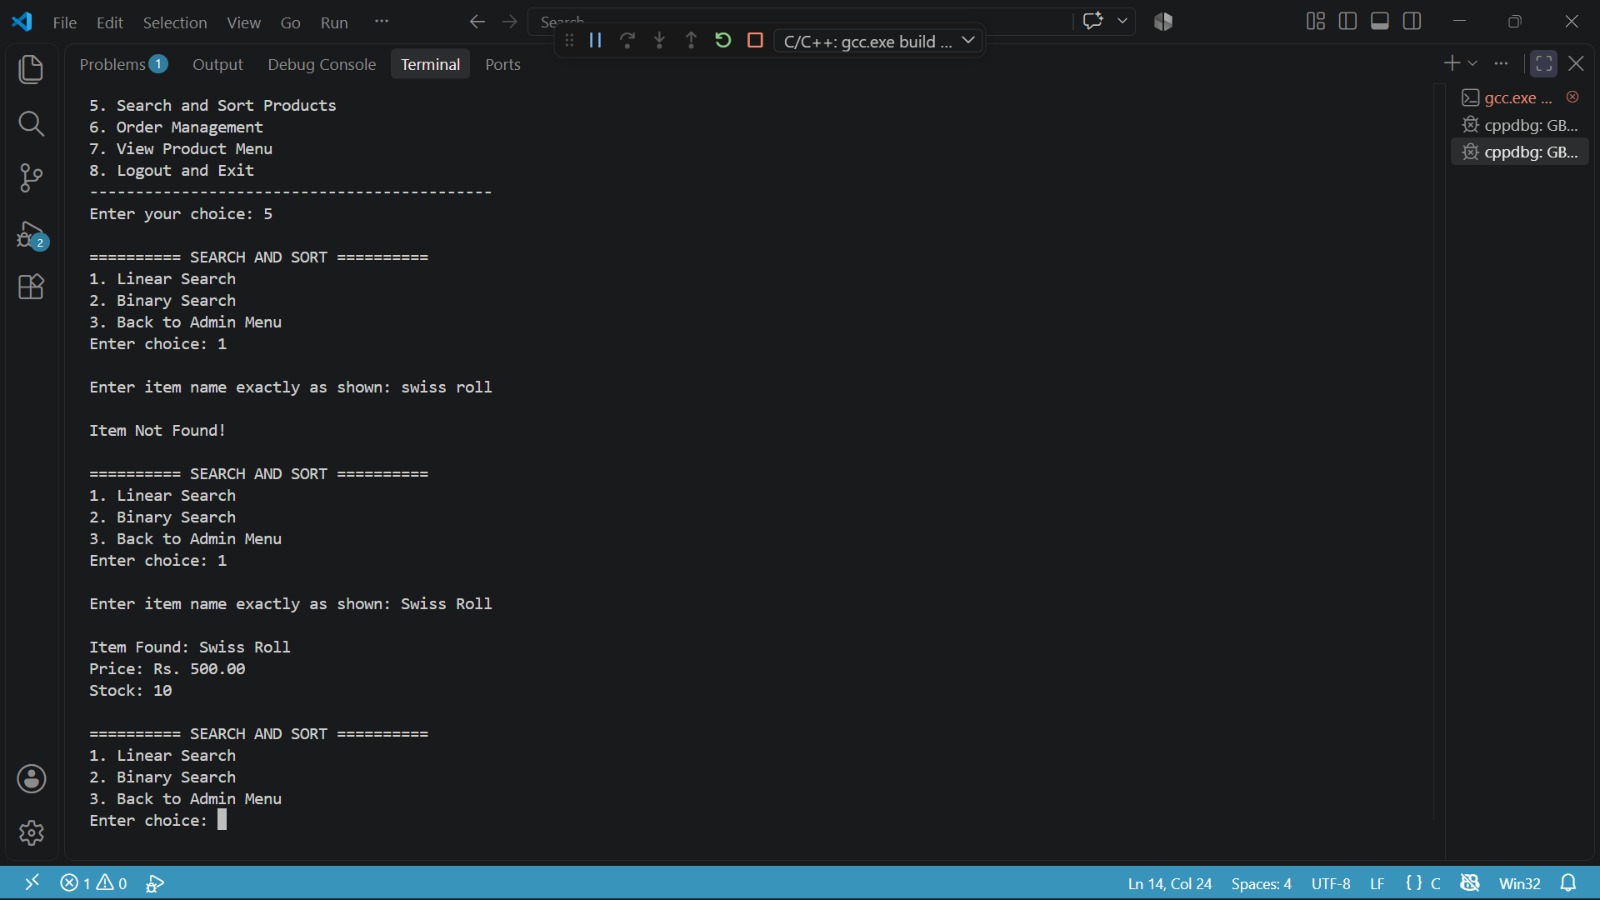 File Edit Selection View Go Run ···
Search
C/C++: gcc.exe build ...
Problems 1 Output Debug Console Terminal Ports
gcc.exe ...
cppdbg: GB...
cppdbg: GB...
2
5. Search and Sort Products
6. Order Management
7. View Product Menu
8. Logout and Exit
--------------------------------------------
Enter your choice: 5
========== SEARCH AND SORT ==========
1. Linear Search
2. Binary Search
3. Back to Admin Menu
Enter choice: 1
Enter item name exactly as shown: swiss roll
Item Not Found!
========== SEARCH AND SORT ==========
1. Linear Search
2. Binary Search
3. Back to Admin Menu
Enter choice: 1
Enter item name exactly as shown: Swiss Roll
Item Found: Swiss Roll
Price: Rs. 500.00
Stock: 10
========== SEARCH AND SORT ==========
1. Linear Search
2. Binary Search
3. Back to Admin Menu
Enter choice:
1 0 Ln 14, Col 24 Spaces: 4 UTF-8 LF { } C Win32